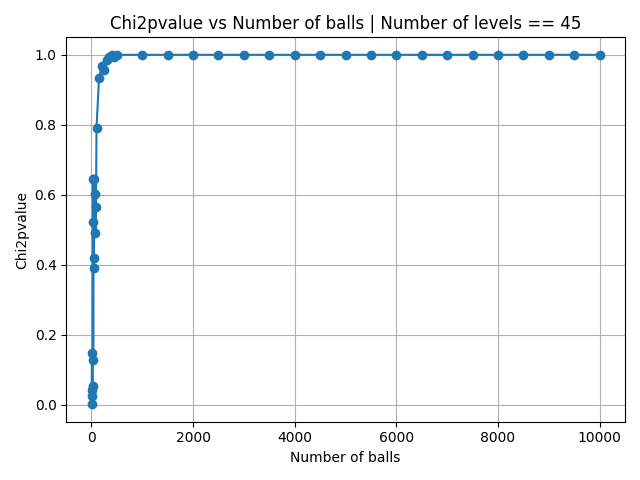 Chi2pvalue vs Number of balls | Number of levels == 45
Chi2pvalue
1.0
0.8
0.6
0.4
0.2
0.0
0 2000 4000 6000 8000 10000
Number of balls